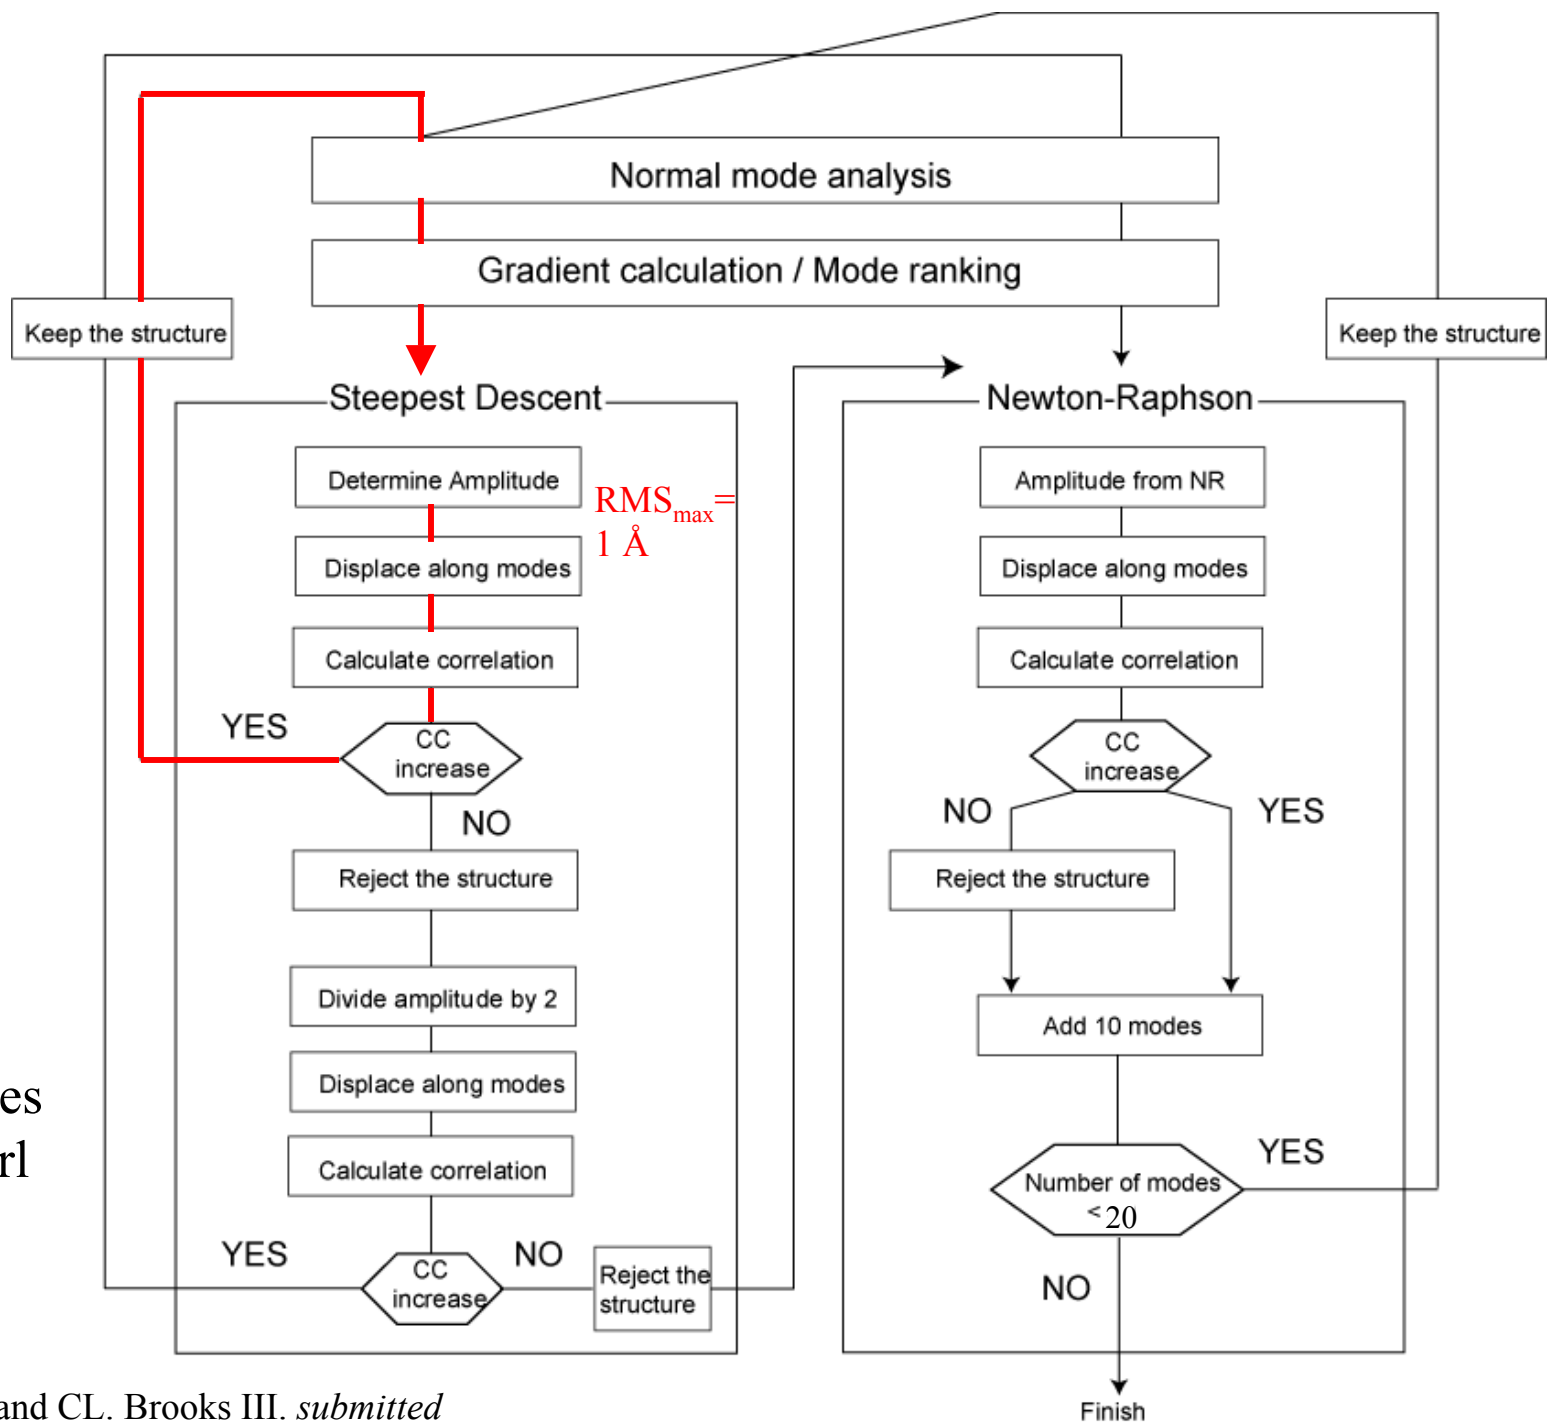 Normal mode analysis
Gradient calculation / Mode ranking
Keep the structure
Keep the structure
Steepest Descent
Determine Amplitude
RMSmax=
1 Å
Displace along modes
Calculate correlation
YES
CC
increase
NO
Reject the structure
Divide amplitude by 2
Displace along modes
Calculate correlation
YES
CC
increase
NO
Reject the
structure
Newton-Raphson
Amplitude from NR
Displace along modes
Calculate correlation
CC
increase
NO
YES
Reject the structure
Add 10 modes
Number of modes
<20
YES
NO
Finish
es
rl
and CL. Brooks III. submitted